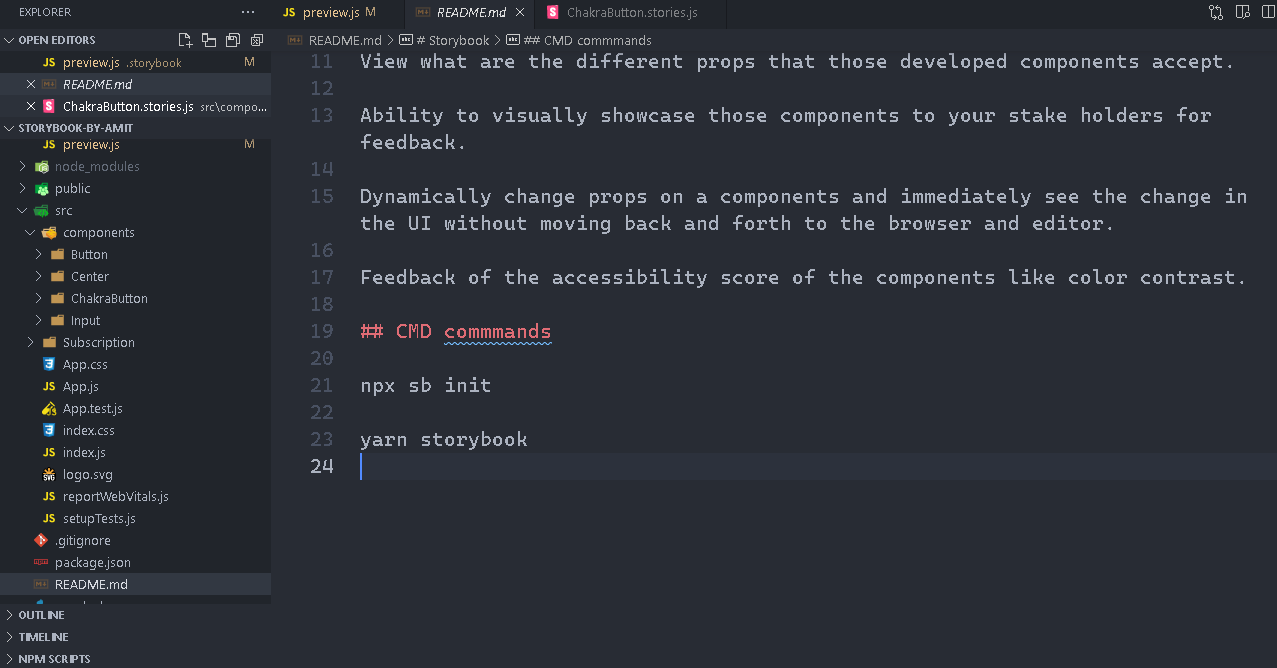 EXPLORER
preview.js M
README.md
ChakraButton.stories.js
OPEN EDITORS
README.md > # Storybook > ## CMD commmands
preview.js .storybook M
README.md
ChakraButton.stories.js src\compo...
STORYBOOK-BY-AMIT
preview.js M
node_modules
public
src
components
Button
Center
ChakraButton
Input
Subscription
App.css
App.js
App.test.js
index.css
index.js
logo.svg
reportWebVitals.js
setupTests.js
.gitignore
package.json
README.md
OUTLINE
TIMELINE
NPM SCRIPTS
11 View what are the different props that those developed components accept.
12
13 Ability to visually showcase those components to your stake holders for
feedback.
14
15 Dynamically change props on a components and immediately see the change in
the UI without moving back and forth to the browser and editor.
16
17 Feedback of the accessibility score of the components like color contrast.
18
19 ## CMD commmands
20
21 npx sb init
22
23 yarn storybook
24